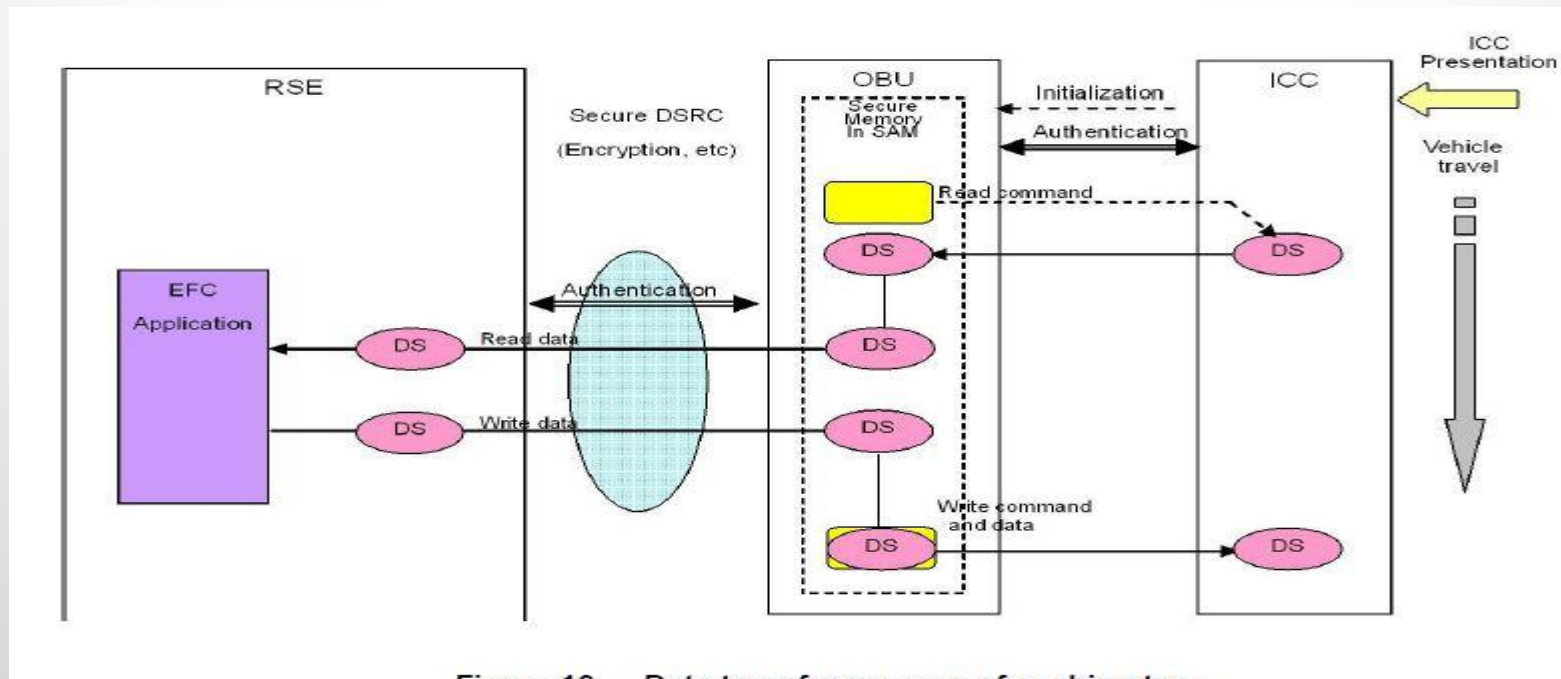 RSE
Secure DSRC
(Encryption, etc)
OBU
Secure
Memory
In SAM
Initialization
Authentication
ICC
ICC
Presentation
Vehicle
travel
Read command
DS
DS
EFC
Application
Authentication
DS
Read data
DS
DS
Write data
DS
Write command
and data
DS
DS